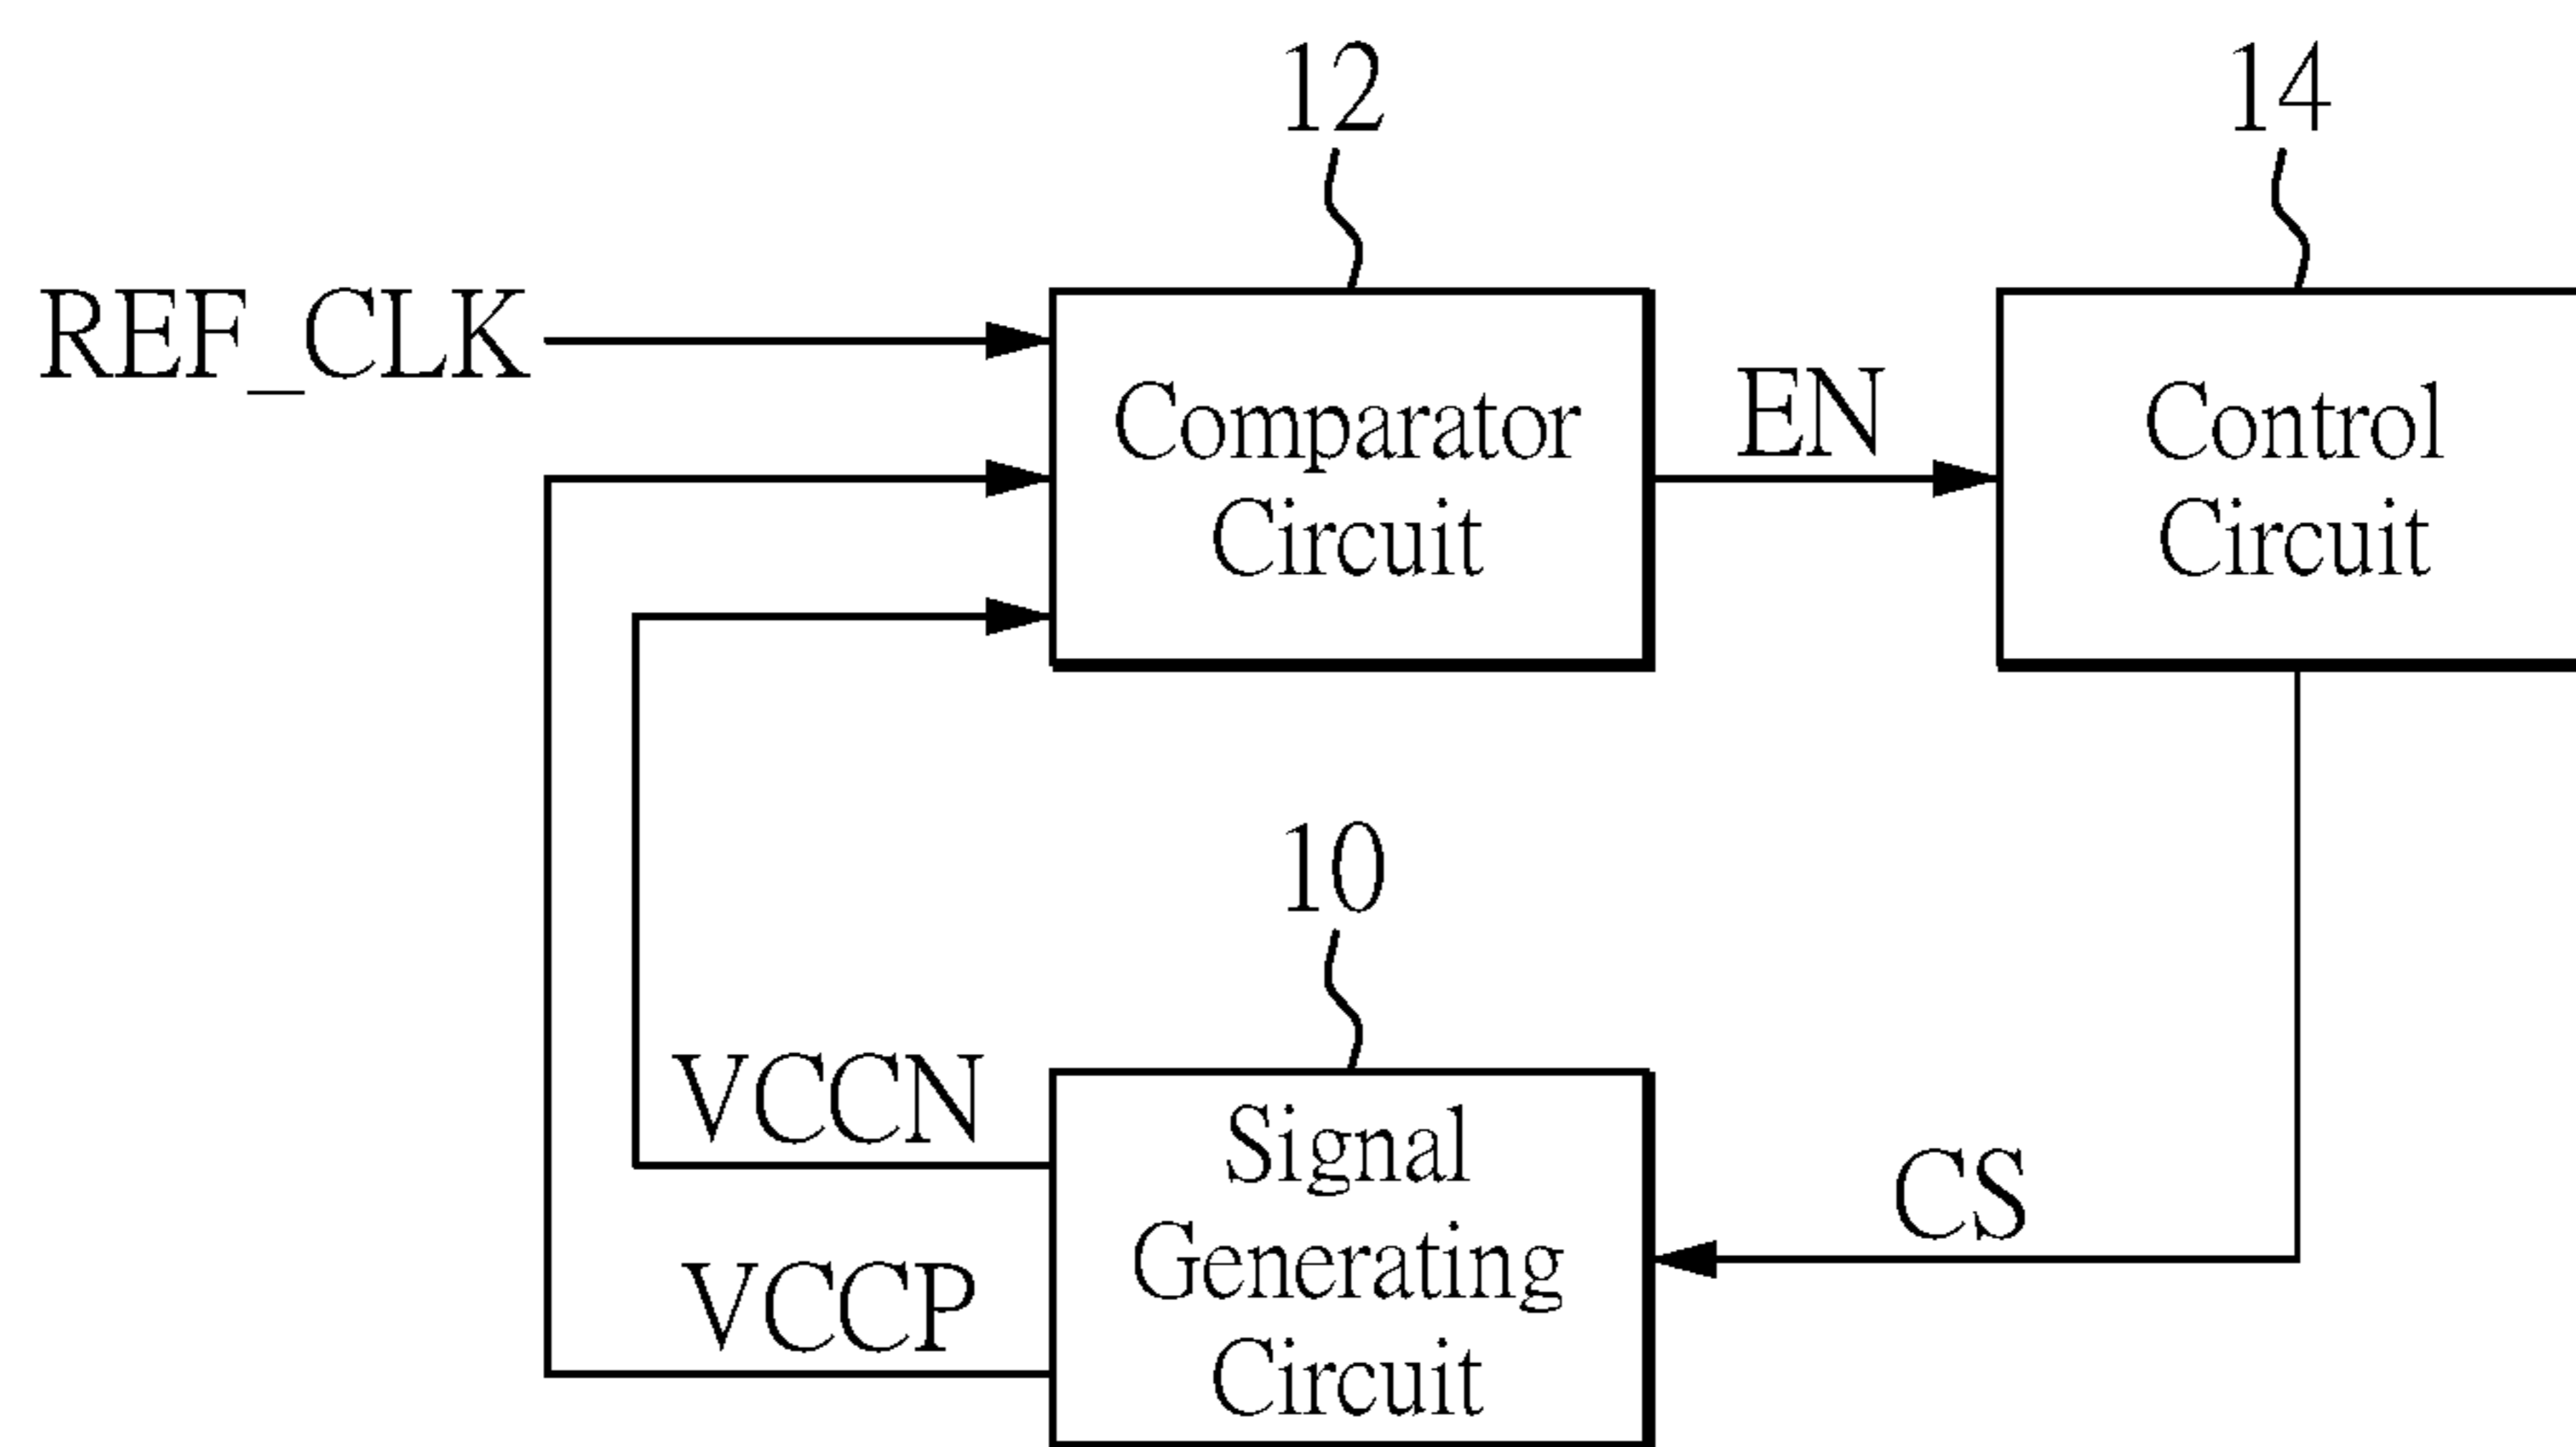 12
14
REF_CLK
Comparator
Circuit
EN
Control
Circuit
10
VCCN
VCCP
Signal
Generating
Circuit
CS